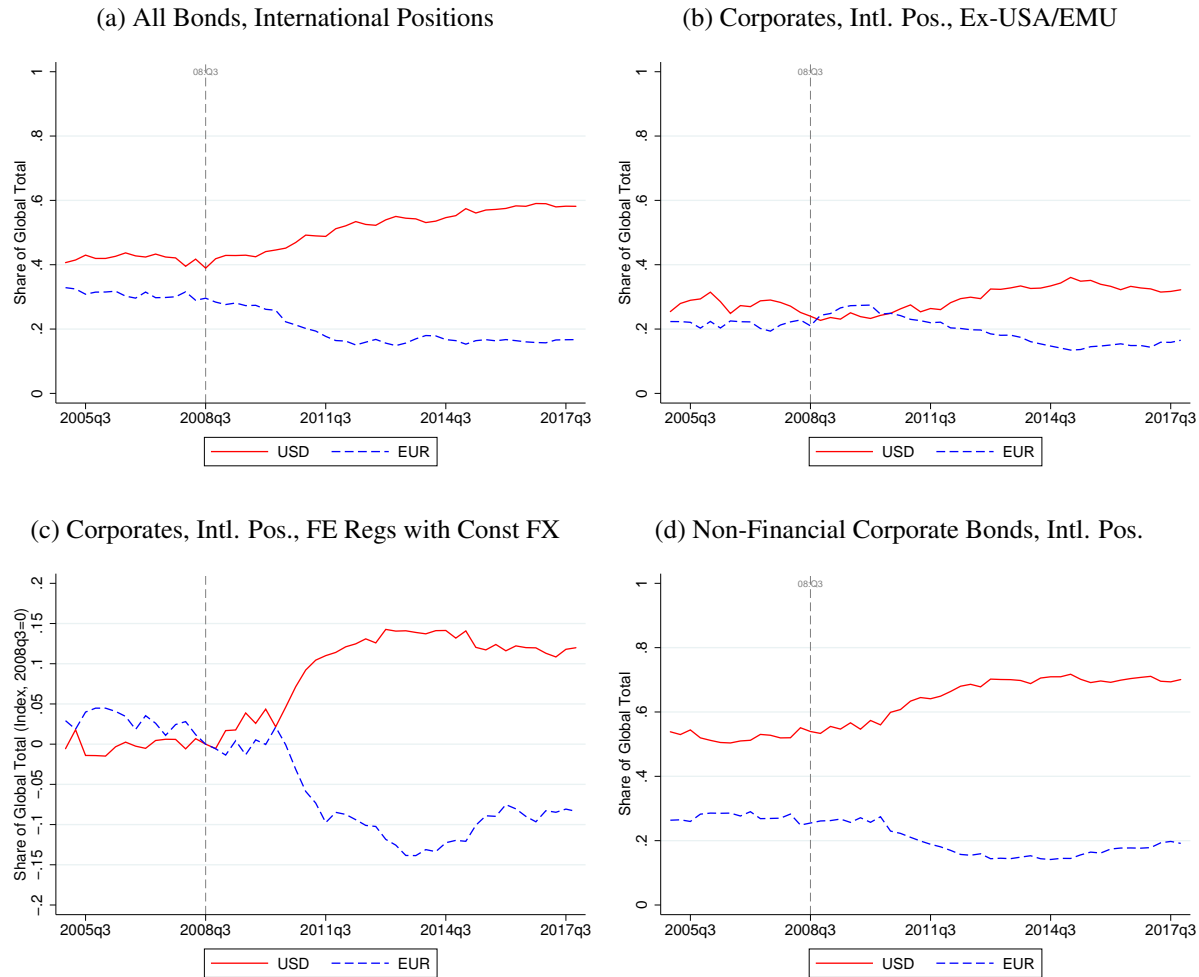 (a) All Bonds, International Positions
08:Q3
Share of Global Total
1
.8
.6
.4
.2
0
2005q3 2008q3 2011q3 2014q3 2017q3
USD EUR
(b) Corporates, Intl. Pos., Ex-USA/EMU
08:Q3
Share of Global Total
1
.8
.6
.4
.2
0
2005q3 2008q3 2011q3 2014q3 2017q3
USD EUR
(c) Corporates, Intl. Pos., FE Regs with Const FX
Share of Global Total (Index, 2008q3=0)
.2
.15
.1
.05
0
-.05
-.1
-.15
-.2
2005q3 2008q3 2011q3 2014q3 2017q3
USD EUR
(d) Non-Financial Corporate Bonds, Intl. Pos.
08:Q3
Share of Global Total
1
.8
.6
.4
.2
0
2005q3 2008q3 2011q3 2014q3 2017q3
USD EUR